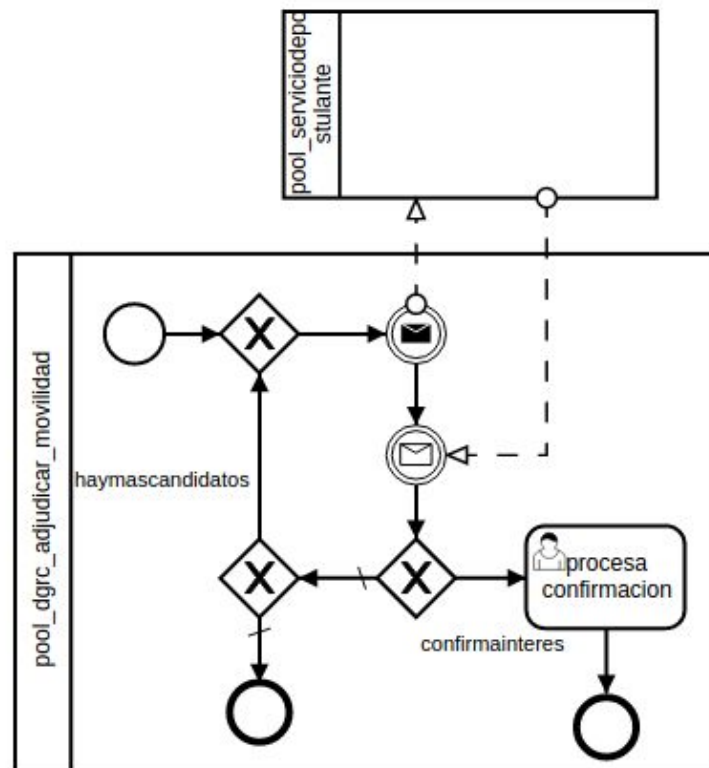 pool_serviciodepo
stulante
pool_dgrc_adjudicar_movilidad
haymascandidatos
procesa
confirmacion
confirmainteres